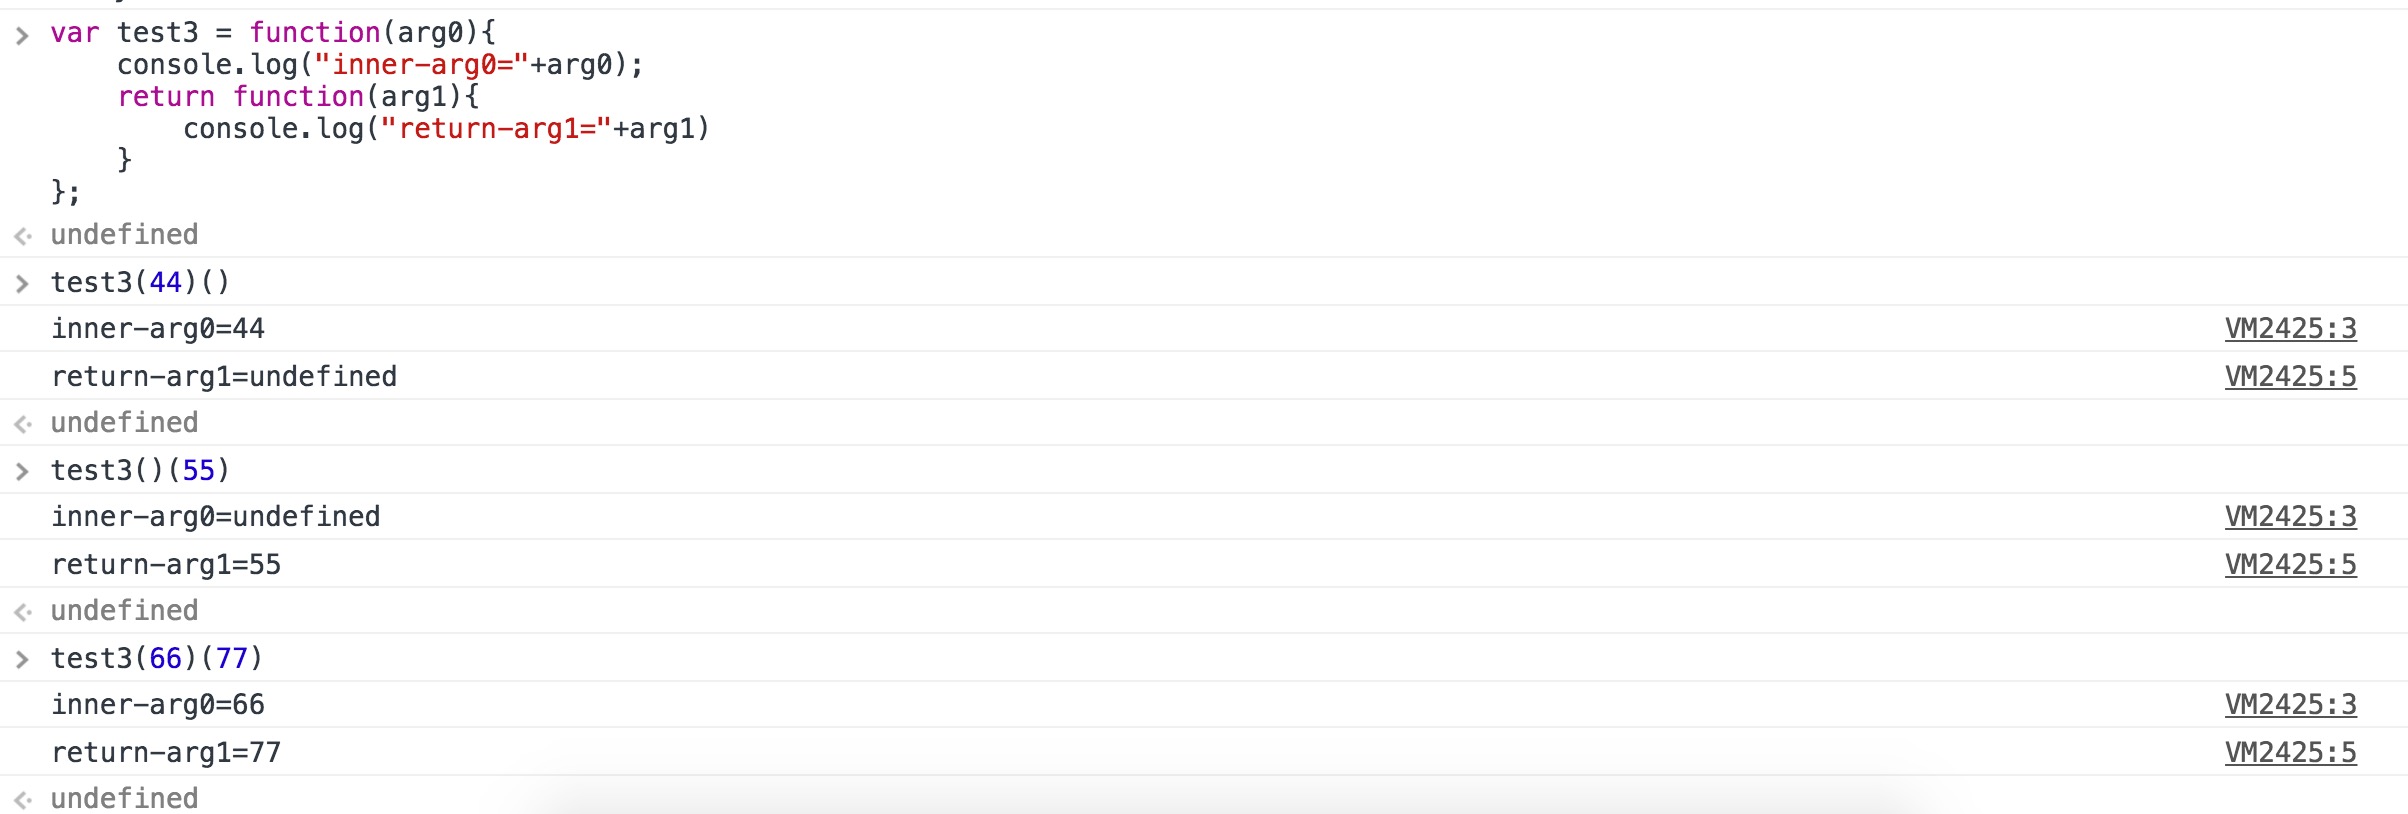 var test3 = function(arg0){
    console.log("inner-arg0="+arg0);
    return function(arg1){
        console.log("return-arg1="+arg1)
    }
};
undefined
test3(44)()
inner-arg0=44 VM2425:3
return-arg1=undefined VM2425:5
undefined
test3()(55)
inner-arg0=undefined VM2425:3
return-arg1=55 VM2425:5
undefined
test3(66)(77)
inner-arg0=66 VM2425:3
return-arg1=77 VM2425:5
undefined